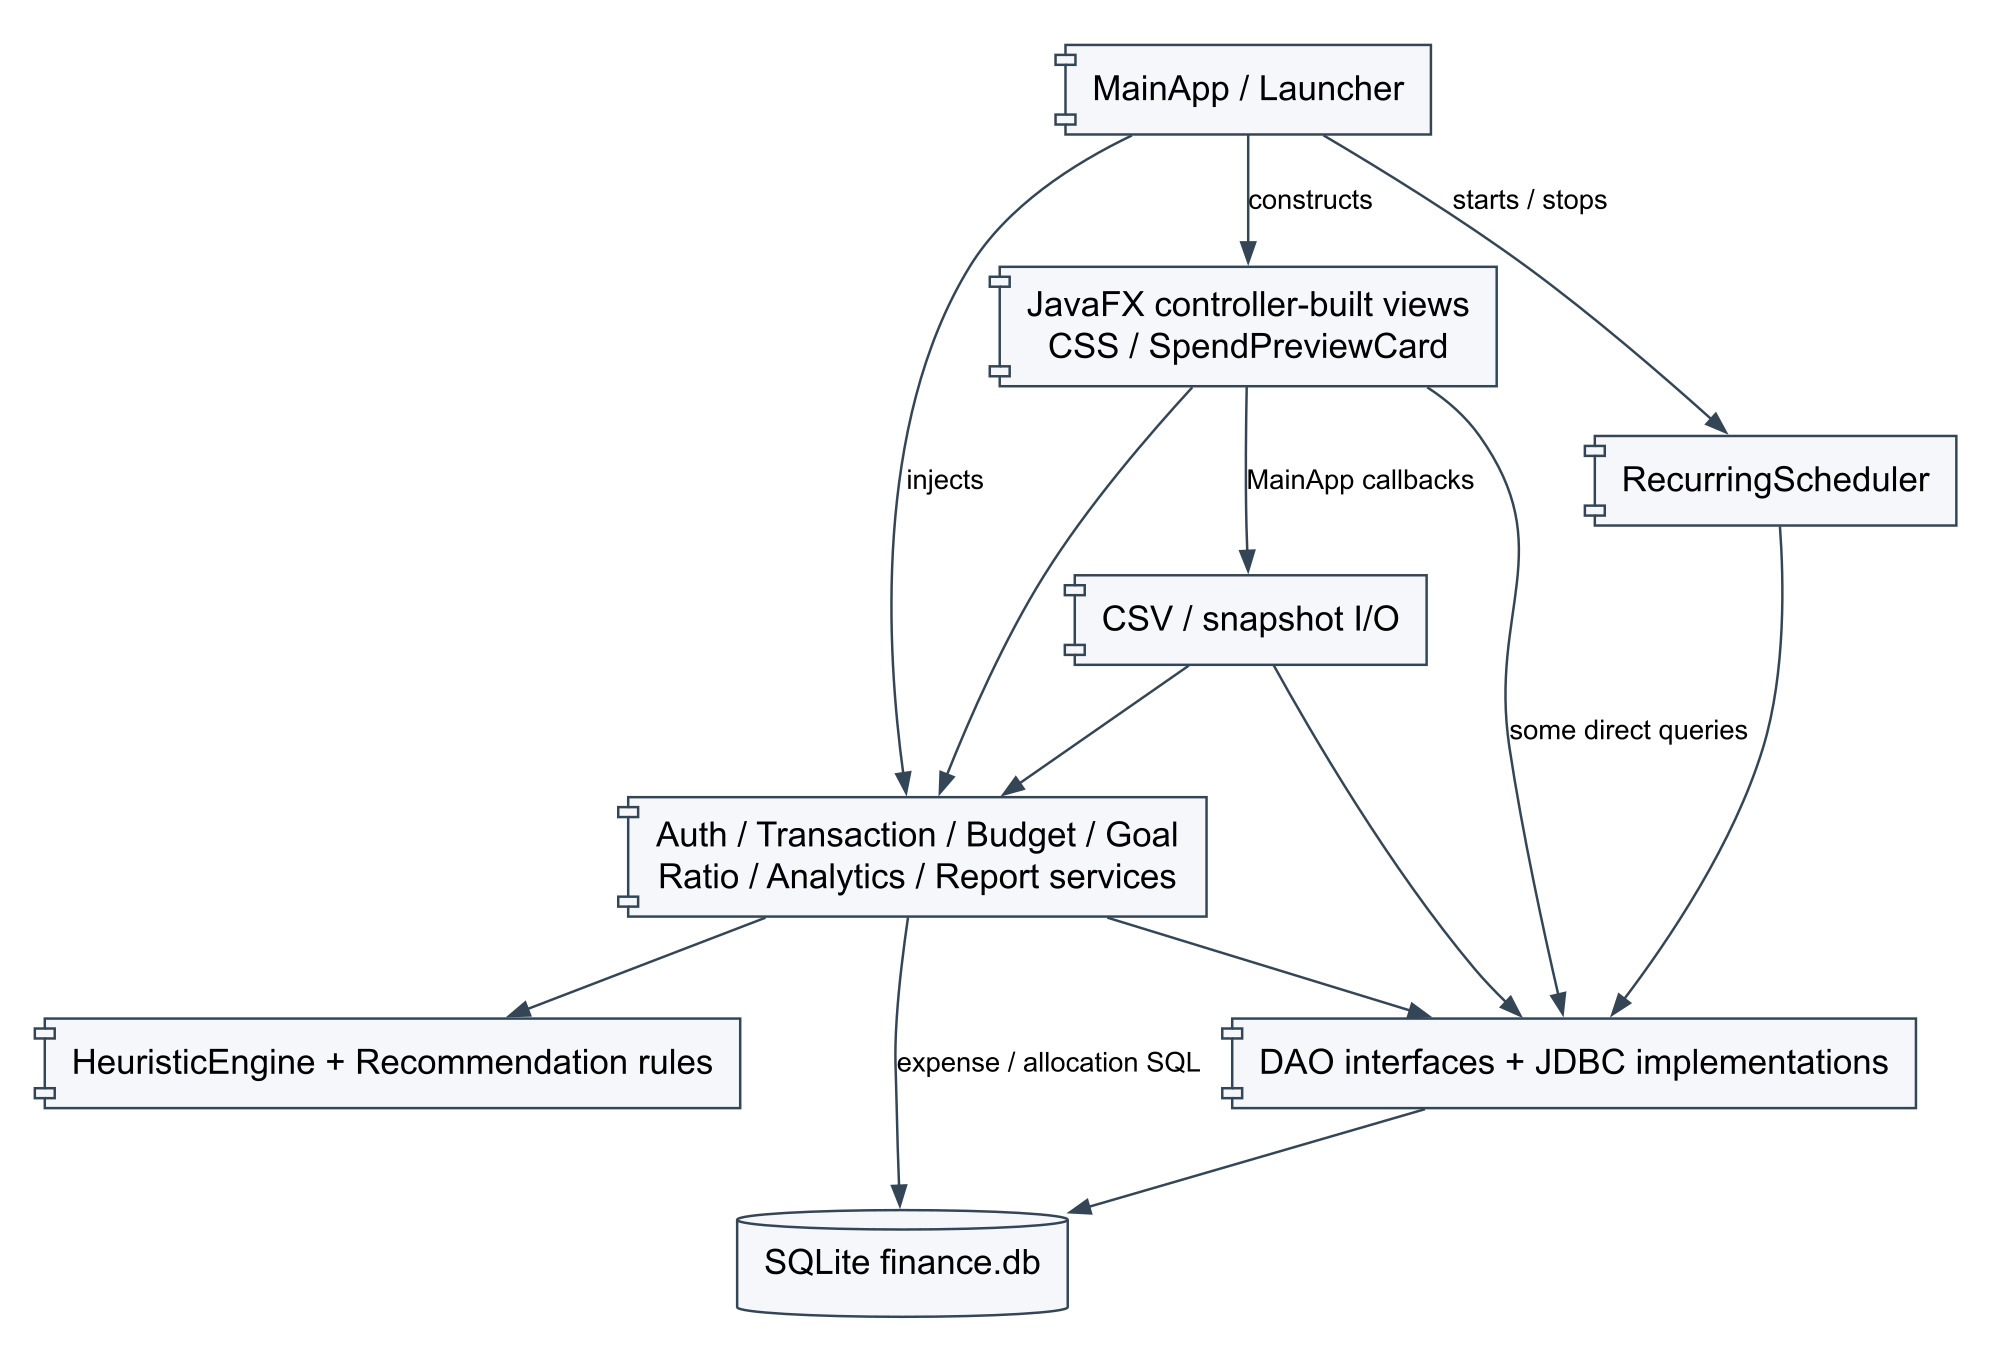 MainApp / Launcher
constructs
starts / stops
JavaFX controller-built views
CSS / SpendPreviewCard
injects
MainApp callbacks
RecurringScheduler
CSV / snapshot I/O
some direct queries
Auth / Transaction / Budget / Goal
Ratio / Analytics / Report services
HeuristicEngine + Recommendation rules
expense / allocation SQL
DAO interfaces + JDBC implementations
SQLite finance.db